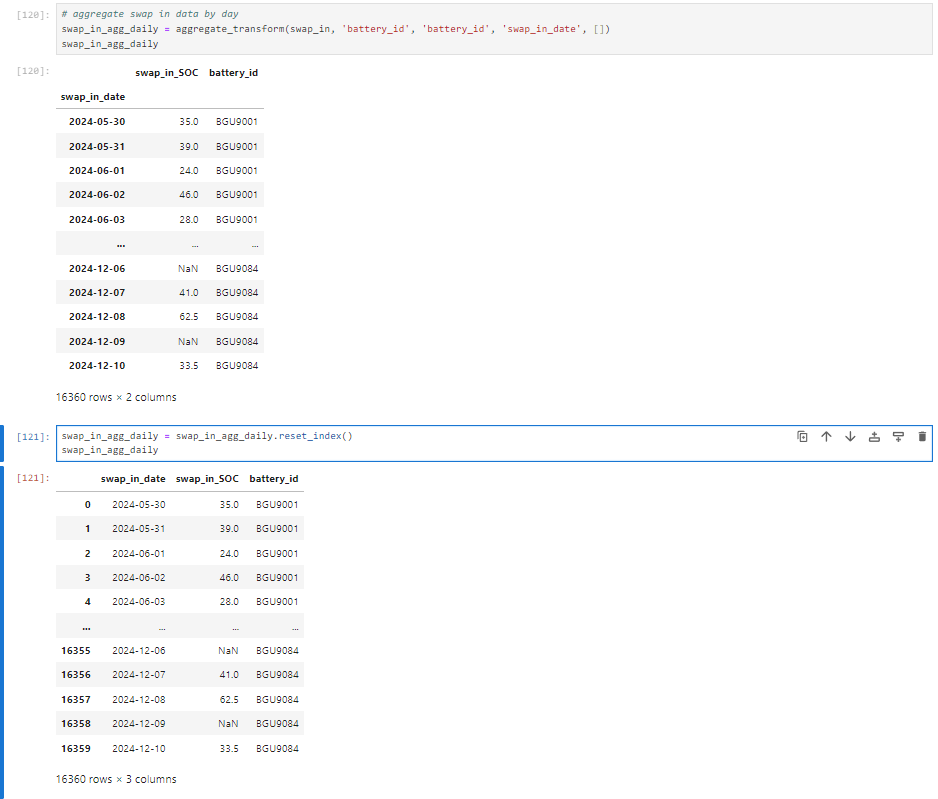 [120]: # aggregate swap in data by day
swap_in_agg_daily = aggregate_transform(swap_in, 'battery_id', 'battery_id', 'swap_in_date', [])
swap_in_agg_daily
[120]:
swap_in_SOC battery_id
swap_in_date
2024-05-30 35.0 BGU9001
2024-05-31 39.0 BGU9001
2024-06-01 24.0 BGU9001
2024-06-02 46.0 BGU9001
2024-06-03 28.0 BGU9001
... ... ...
2024-12-06 NaN BGU9084
2024-12-07 41.0 BGU9084
2024-12-08 62.5 BGU9084
2024-12-09 NaN BGU9084
2024-12-10 33.5 BGU9084
16360 rows × 2 columns
[121]: swap_in_agg_daily = swap_in_agg_daily.reset_index()
swap_in_agg_daily
[121]:
swap_in_date swap_in_SOC battery_id
0 2024-05-30 35.0 BGU9001
1 2024-05-31 39.0 BGU9001
2 2024-06-01 24.0 BGU9001
3 2024-06-02 46.0 BGU9001
4 2024-06-03 28.0 BGU9001
... ... ... ...
16355 2024-12-06 NaN BGU9084
16356 2024-12-07 41.0 BGU9084
16357 2024-12-08 62.5 BGU9084
16358 2024-12-09 NaN BGU9084
16359 2024-12-10 33.5 BGU9084
16360 rows × 3 columns